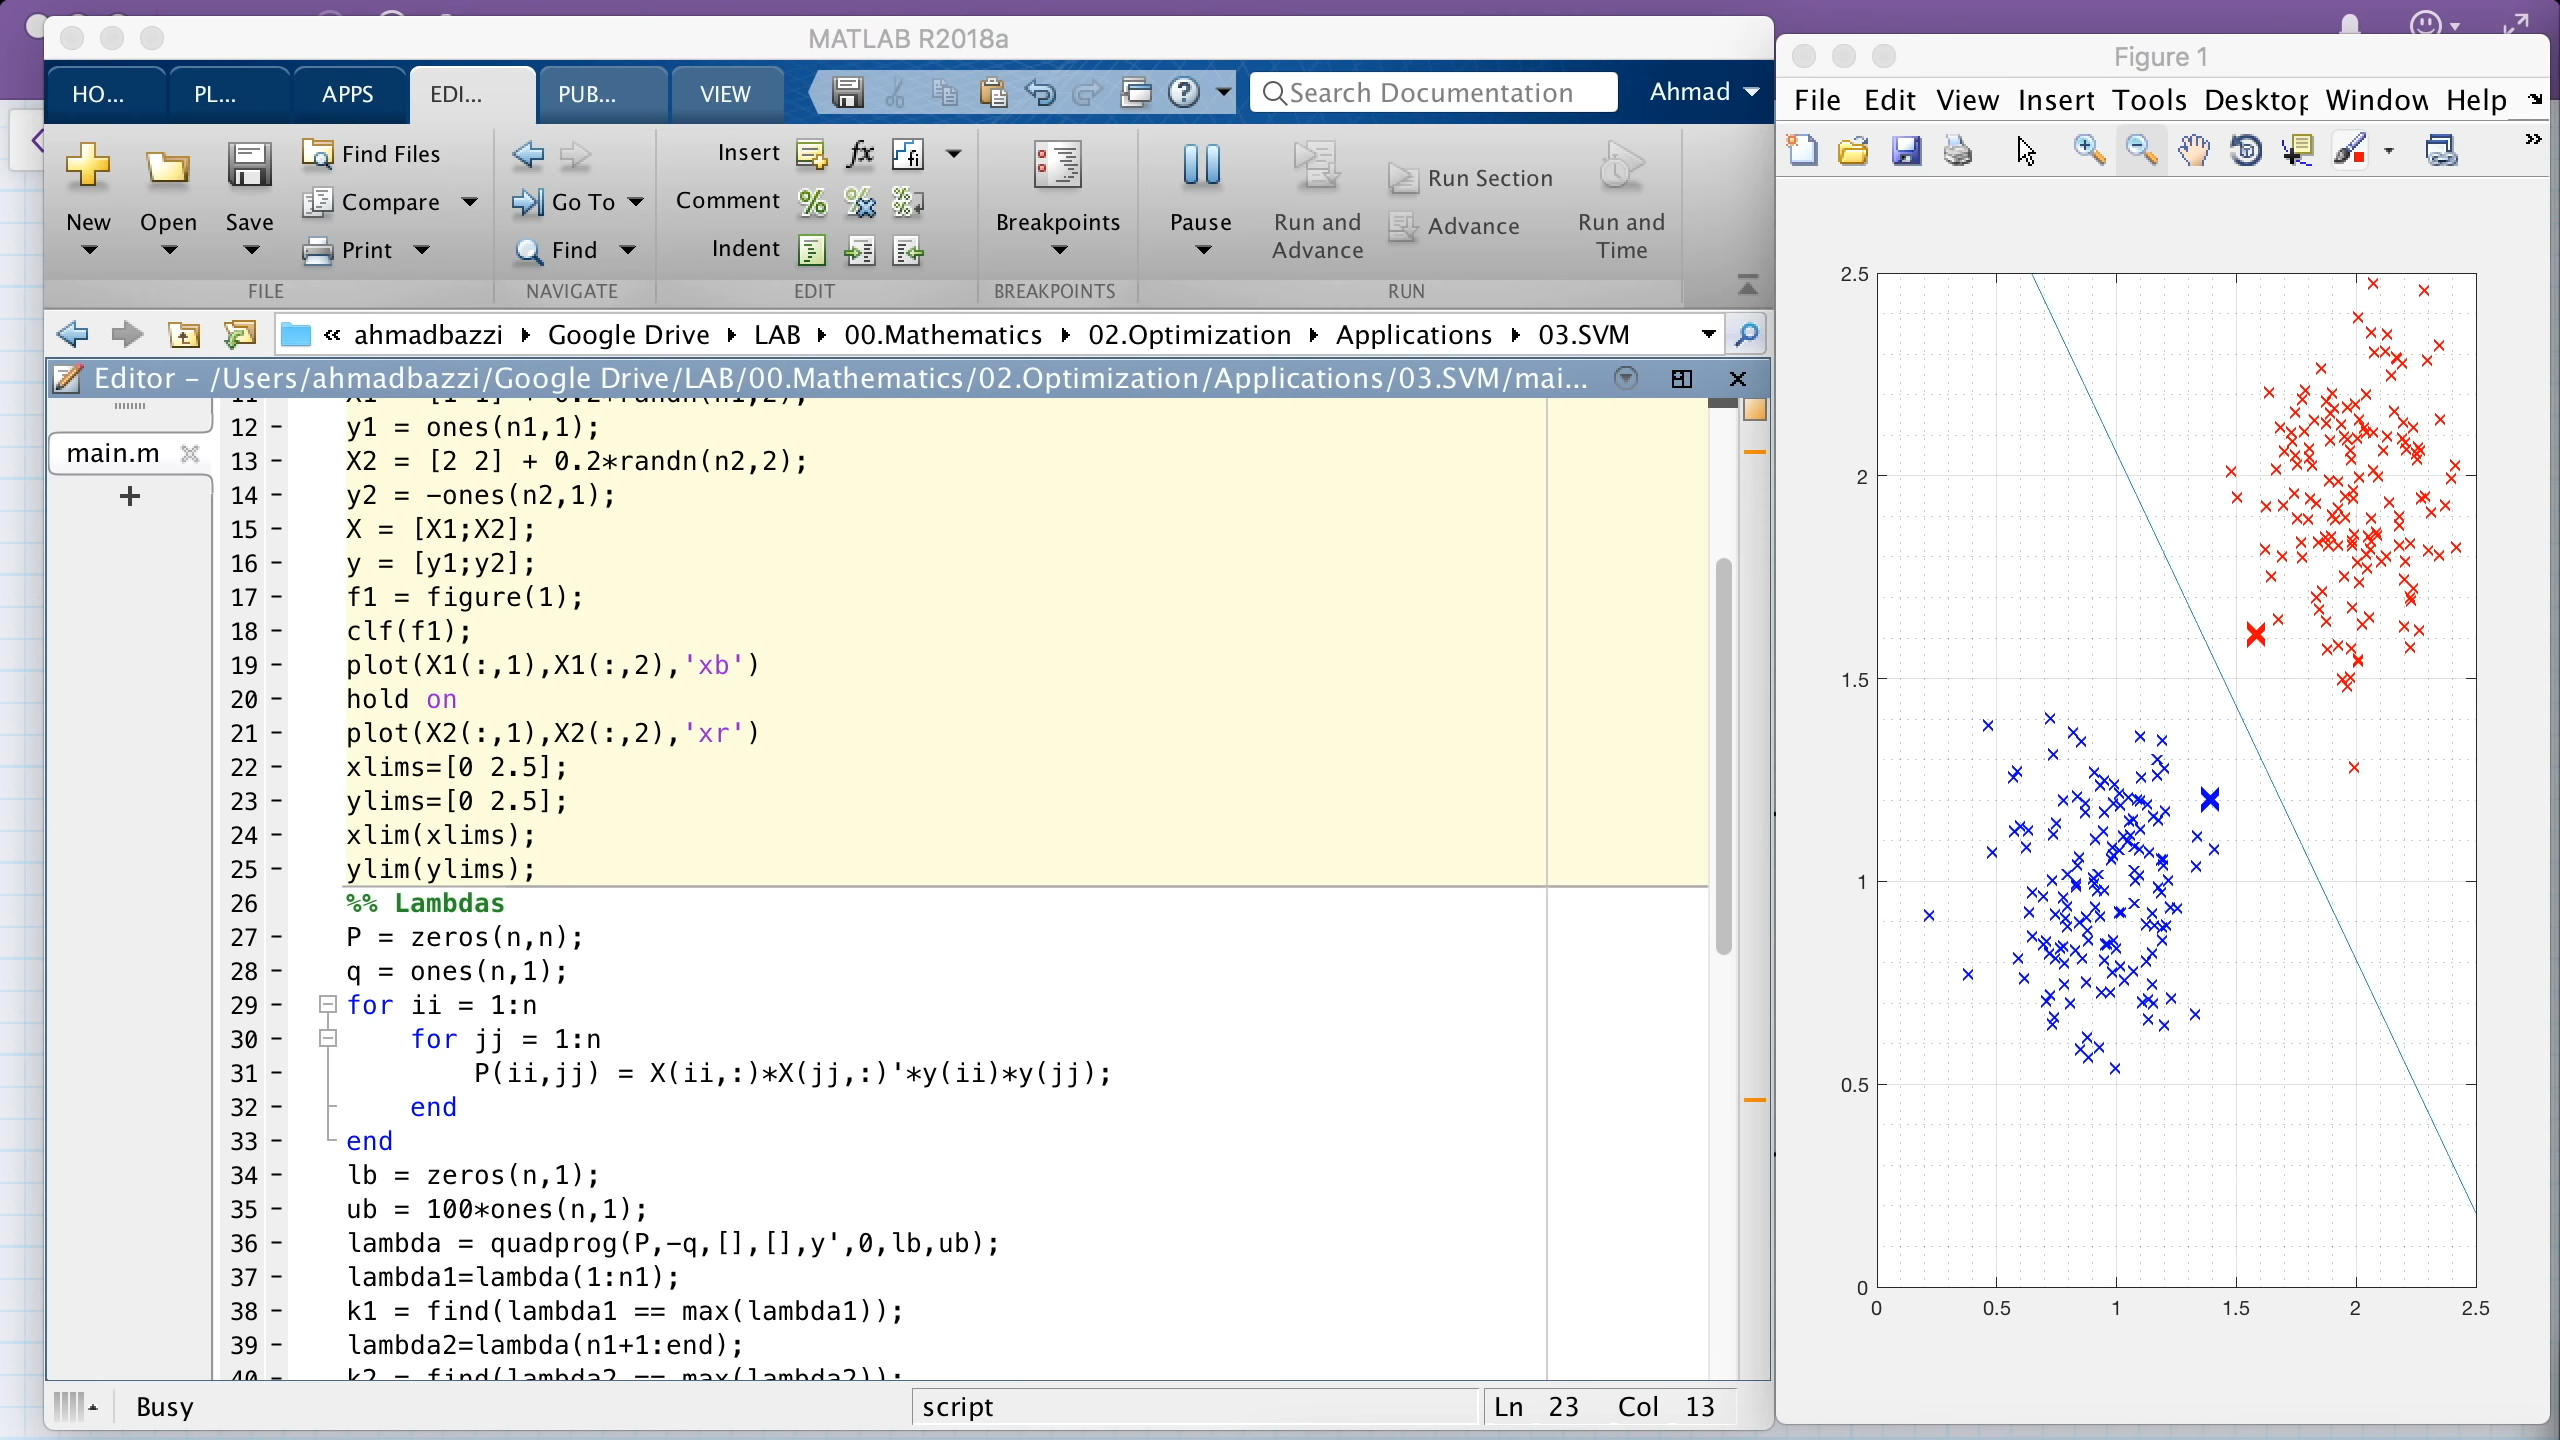 MATLAB R2018a
HO... PL... APPS EDI... PUB... VIEW Search Documentation Ahmad
New Open Save Find Files Compare Print
FILE
Go To Find
NAVIGATE
Insert fx fi
Comment
Indent
EDIT
Breakpoints
BREAKPOINTS
Pause Run and Advance Run Section Advance Run and Time
RUN
« ahmadbazzi Google Drive LAB 00.Mathematics 02.Optimization Applications 03.SVM
Editor – /Users/ahmadbazzi/Google Drive/LAB/00.Mathematics/02.Optimization/Applications/03.SVM/mai...
main.m
+
12 – y1 = ones(n1,1);
13 – X2 = [2 2] + 0.2*randn(n2,2);
14 – y2 = -ones(n2,1);
15 – X = [X1;X2];
16 – y = [y1;y2];
17 – f1 = figure(1);
18 – clf(f1);
19 – plot(X1(:,1),X1(:,2),'xb')
20 – hold on
21 – plot(X2(:,1),X2(:,2),'xr')
22 – xlims=[0 2.5];
23 – ylims=[0 2.5];
24 – xlim(xlims);
25 – ylim(ylims);
26 %% Lambdas
27 – P = zeros(n,n);
28 – q = ones(n,1);
29 – for ii = 1:n
30 – for jj = 1:n
31 – P(ii,jj) = X(ii,:)*X(jj,:)'*y(ii)*y(jj);
32 – end
33 – end
34 – lb = zeros(n,1);
35 – ub = 100*ones(n,1);
36 – lambda = quadprog(P,-q,[],[],y',0,lb,ub);
37 – lambda1=lambda(1:n1);
38 – k1 = find(lambda1 == max(lambda1));
39 – lambda2=lambda(n1+1:end);
40 – k2 = find(lambda2 == max(lambda2));
Busy script Ln 23 Col 13
Figure 1
File Edit View Insert Tools Desktop Window Help
2.5
2
1.5
1
0.5
0
0 0.5 1 1.5 2 2.5